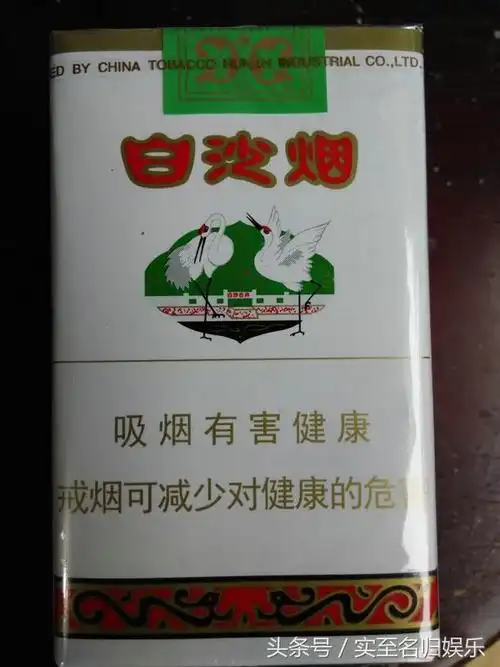 ED BY CHINA TOBACCO HUNAN INDUSTRIAL CO.,LTD.
白沙烟
吸烟有害健康
戒烟可减少对健康的危
头条号 / 实至名归娱乐